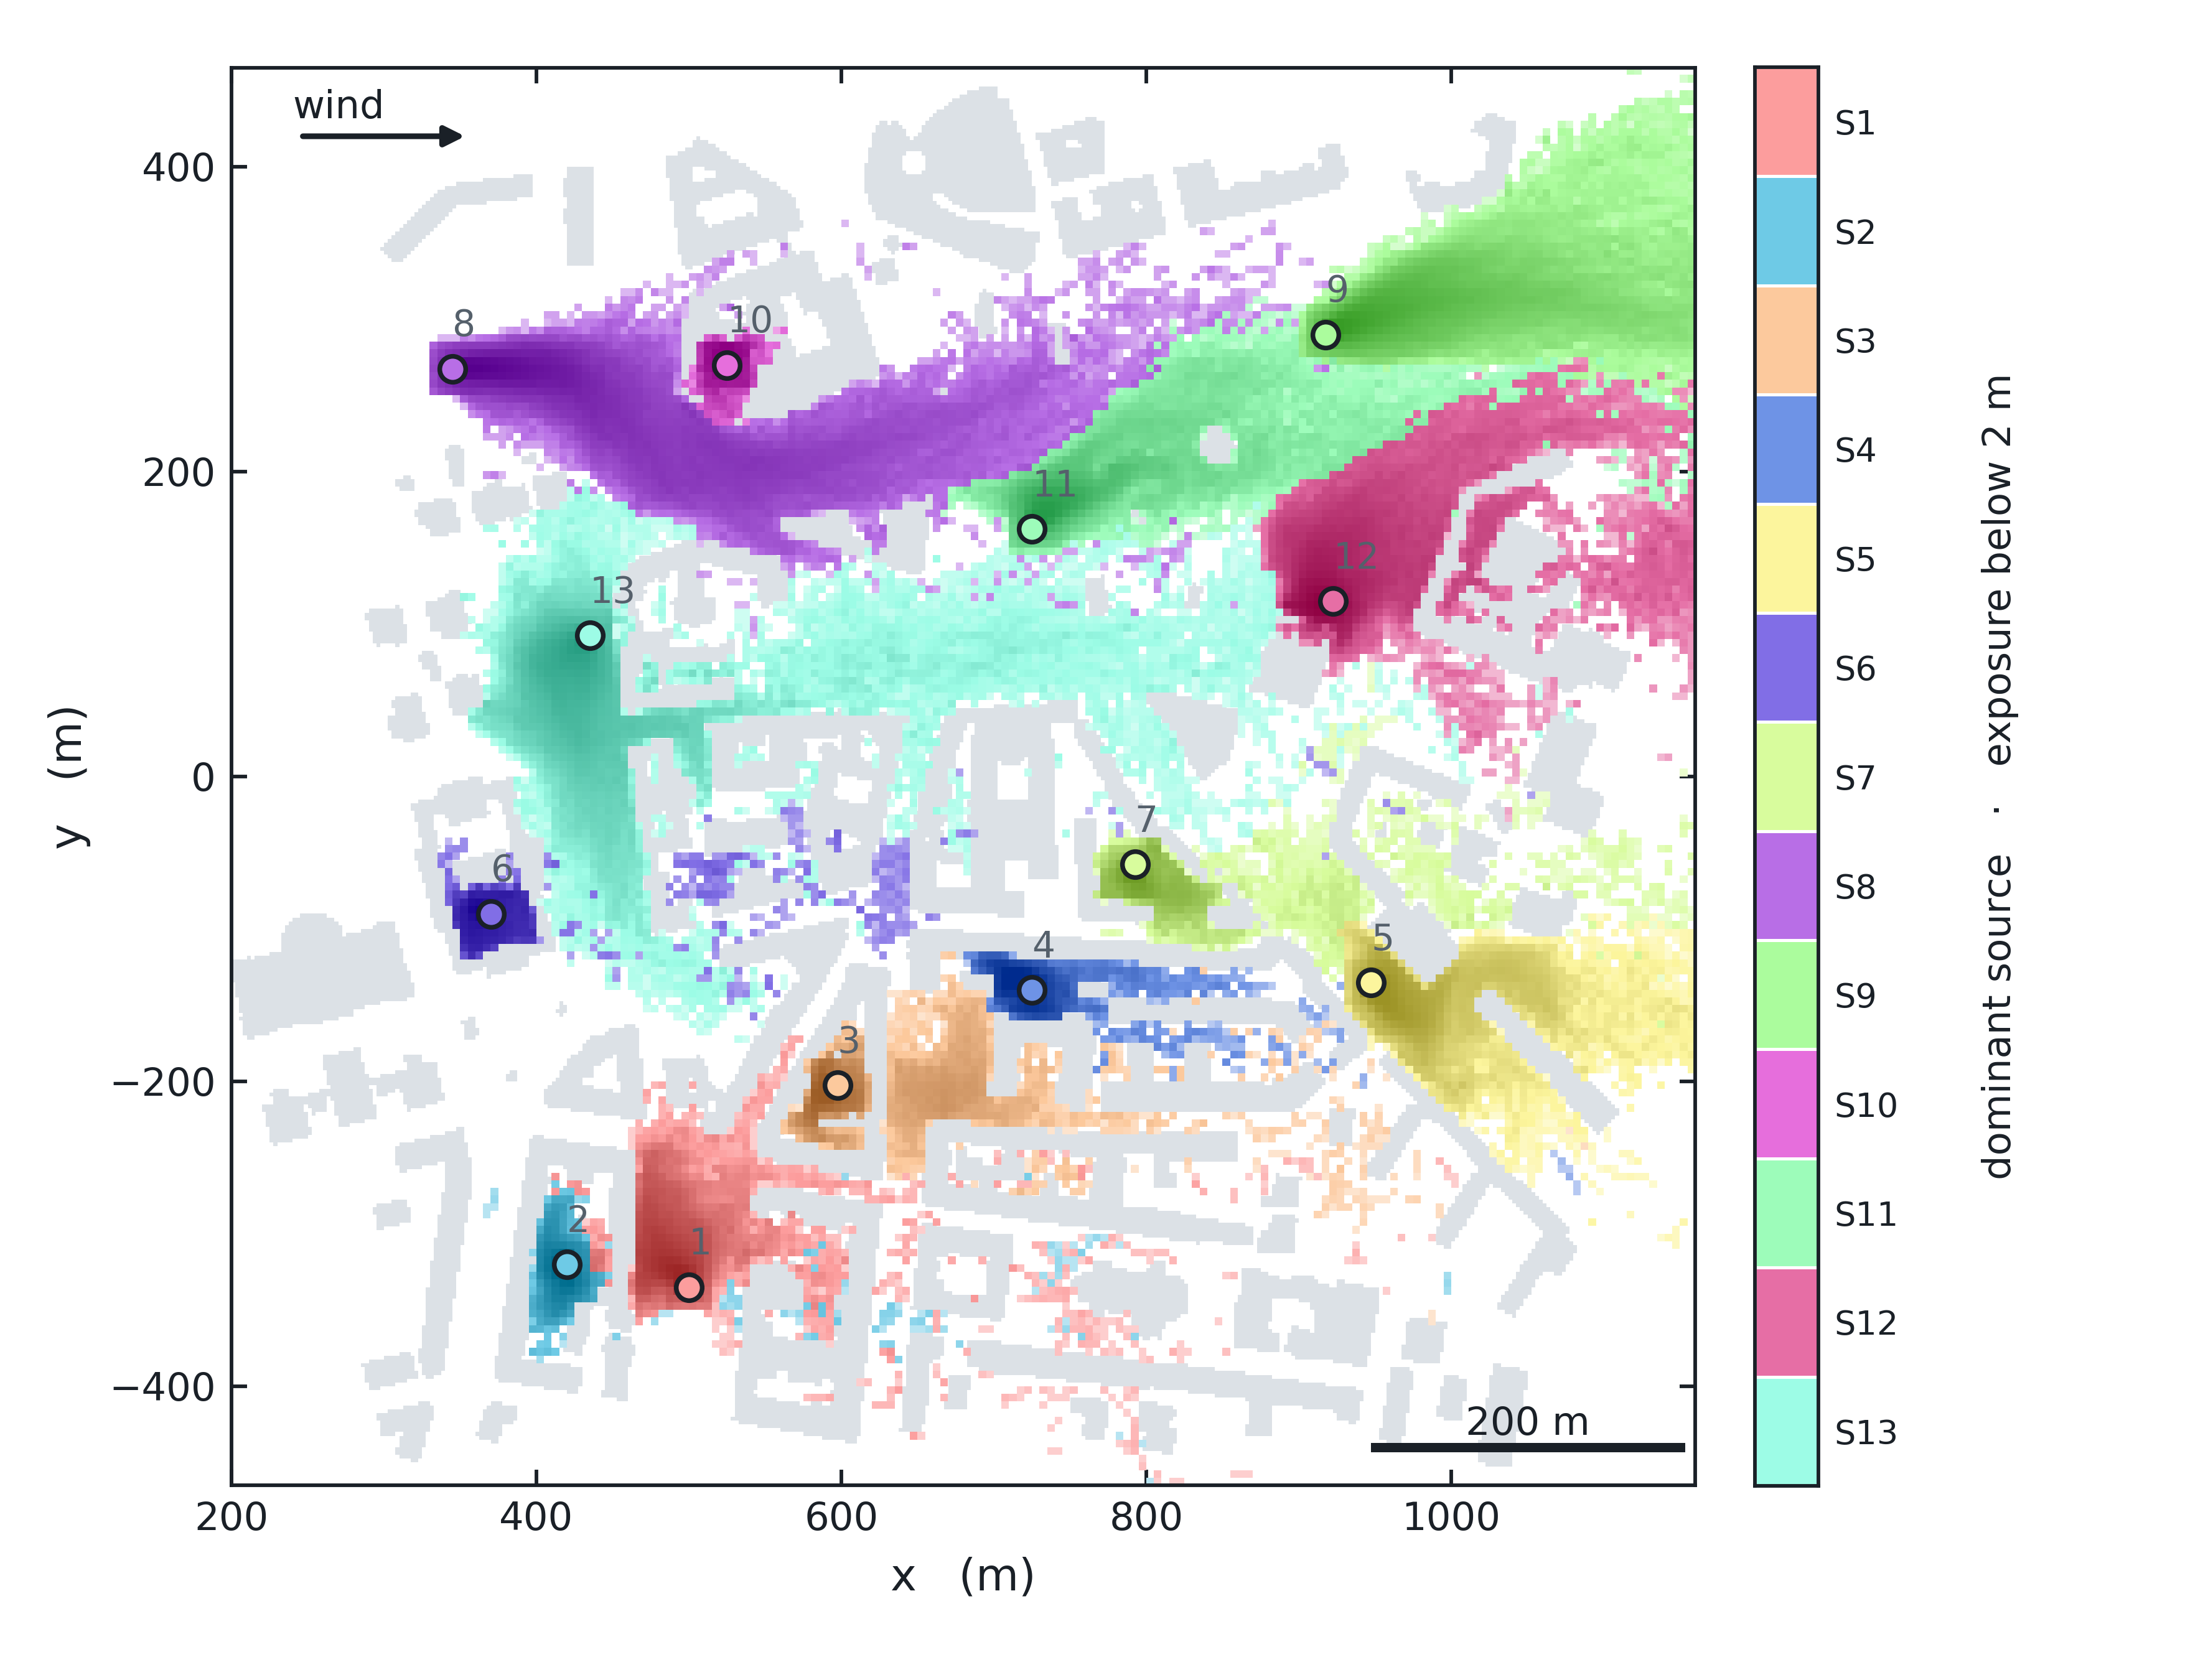 wind
400
200
0
−200
−400
y (m)
8
10
9
11
12
13
7
6
5
4
3
2
1
200 m
200
400
600
800
1000
x (m)
S1
S2
S3
S4
S5
S6
S7
S8
S9
S10
S11
S12
S13
dominant source · exposure below 2 m